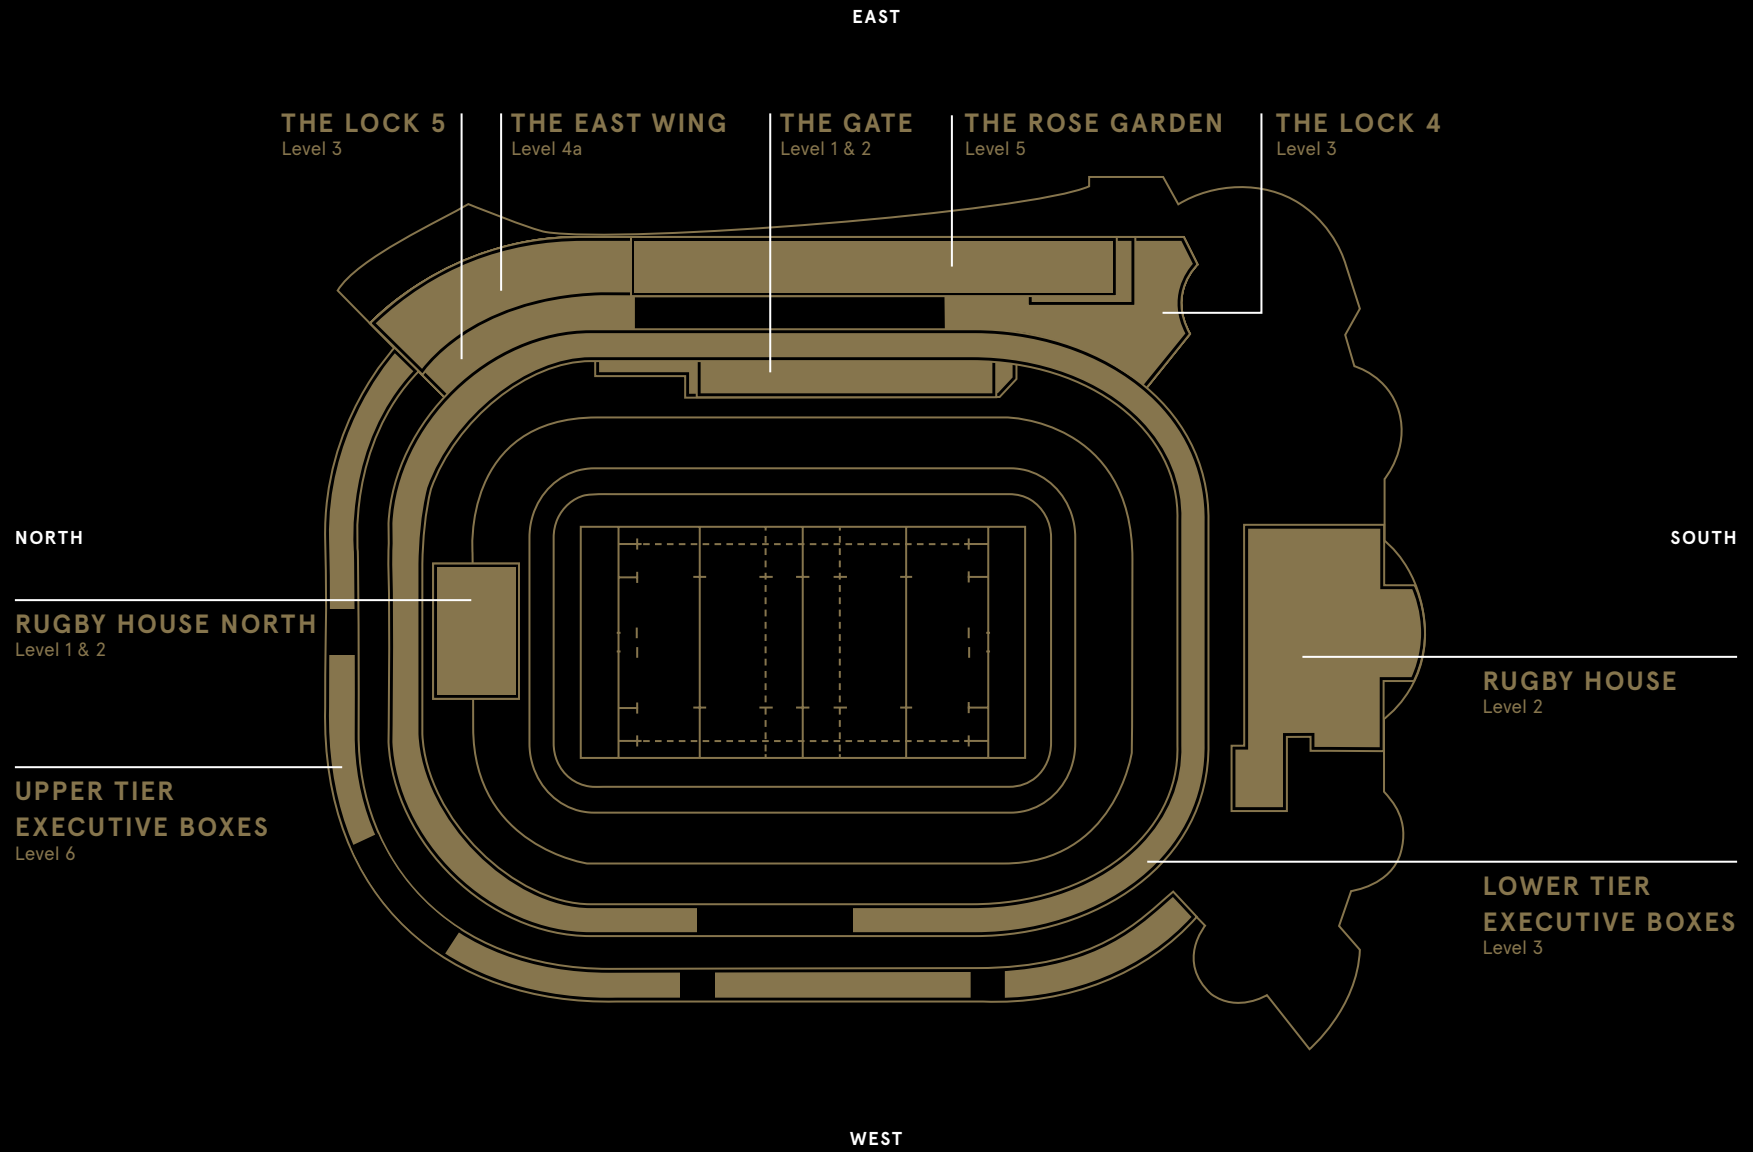 EAST
THE LOCK 5
Level 3
THE EAST WING
Level 4a
THE GATE
Level 1 & 2
THE ROSE GARDEN
Level 5
THE LOCK 4
Level 3
NORTH
SOUTH
RUGBY HOUSE NORTH
Level 1 & 2
RUGBY HOUSE
Level 2
UPPER TIER
EXECUTIVE BOXES
Level 6
LOWER TIER
EXECUTIVE BOXES
Level 3
WEST